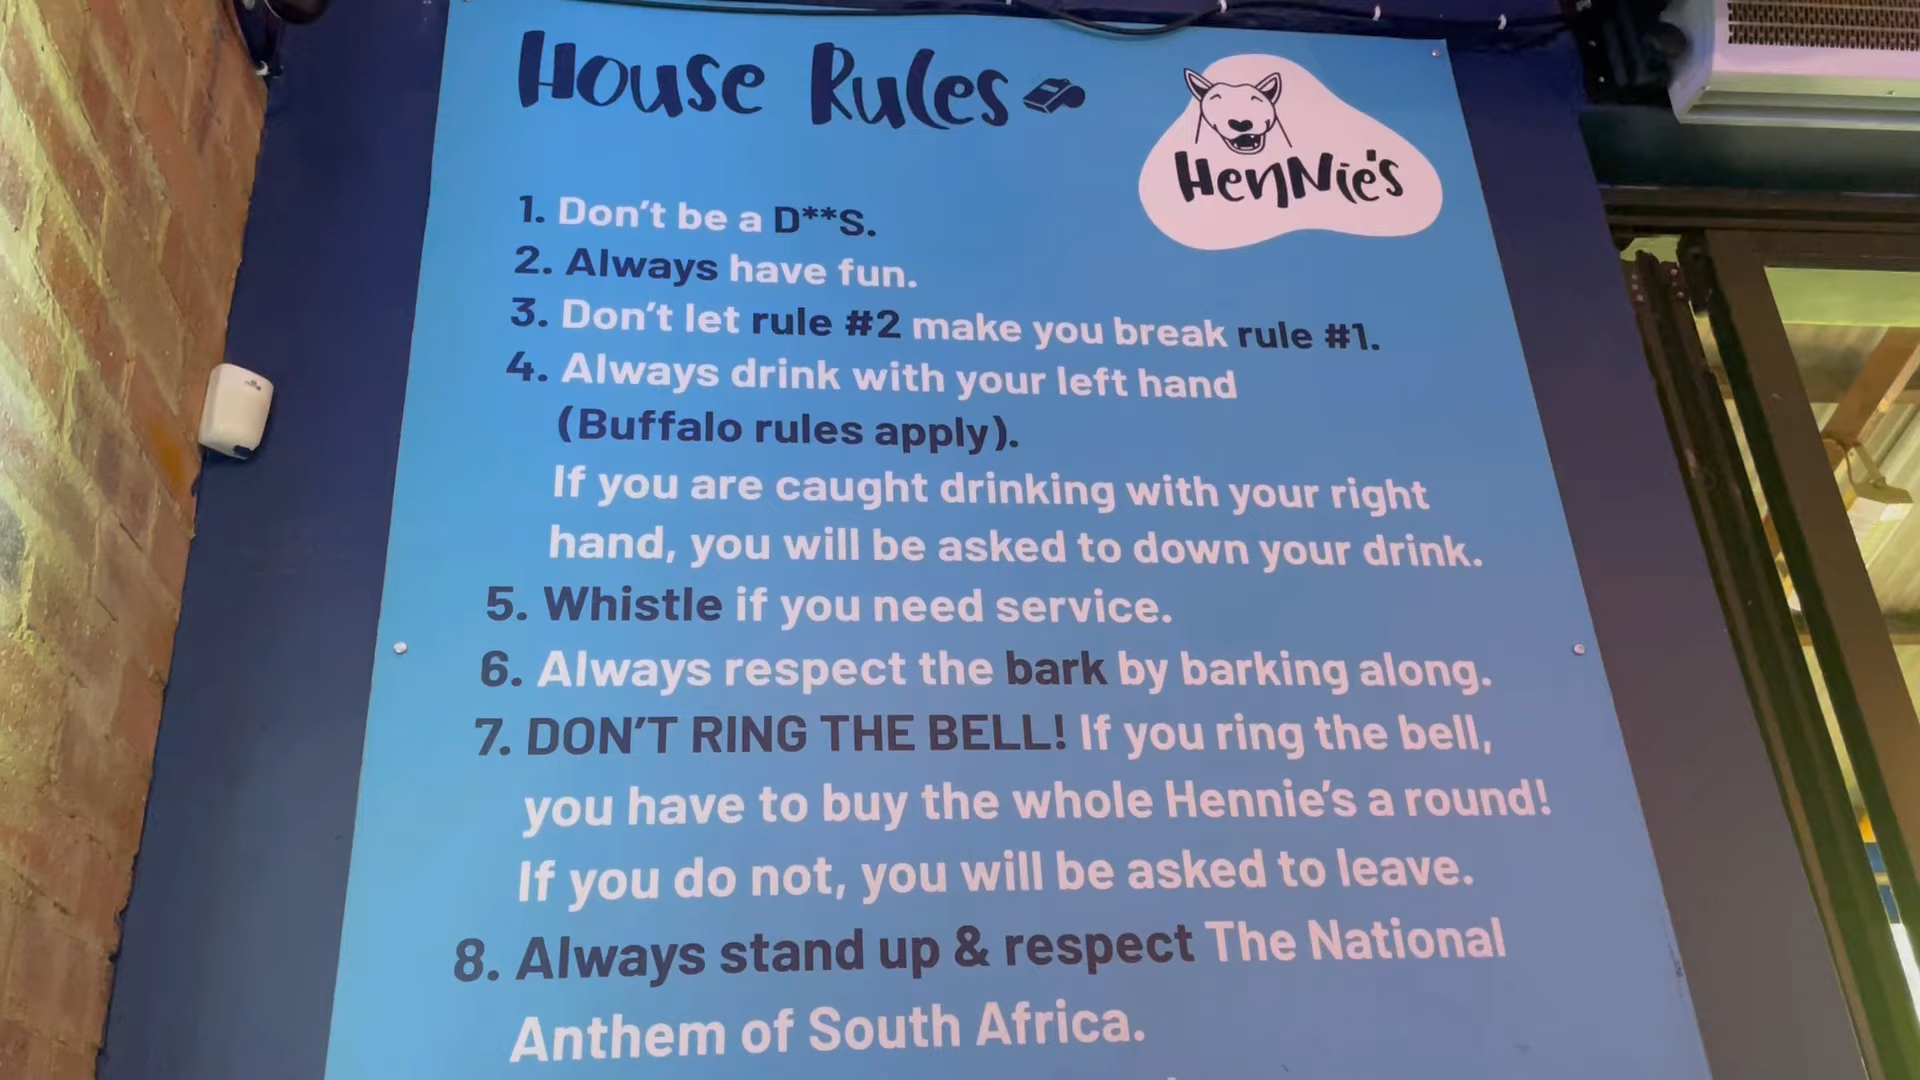 House Rules
HenNie's
1. Don't be a D**S.
2. Always have fun.
3. Don't let rule #2 make you break rule #1.
4. Always drink with your left hand
(Buffalo rules apply).
If you are caught drinking with your right
hand, you will be asked to down your drink.
5. Whistle if you need service.
6. Always respect the bark by barking along.
7. DON'T RING THE BELL! If you ring the bell,
you have to buy the whole Hennie's a round!
If you do not, you will be asked to leave.
8. Always stand up & respect The National
Anthem of South Africa.